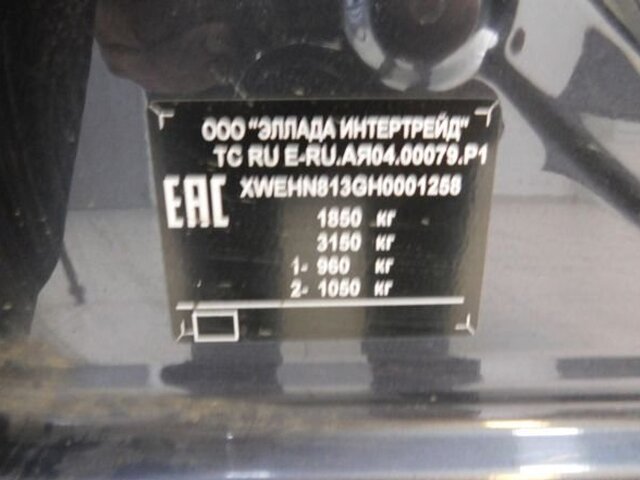 ООО "ЭЛЛАДА ИНТЕРТРЕЙД"
ТС RU E-RU.АЯ04.00079.Р1
EAC
XWEHN813GH0001258
1850 кг
3150 кг
1- 960 кг
2- 1050 кг